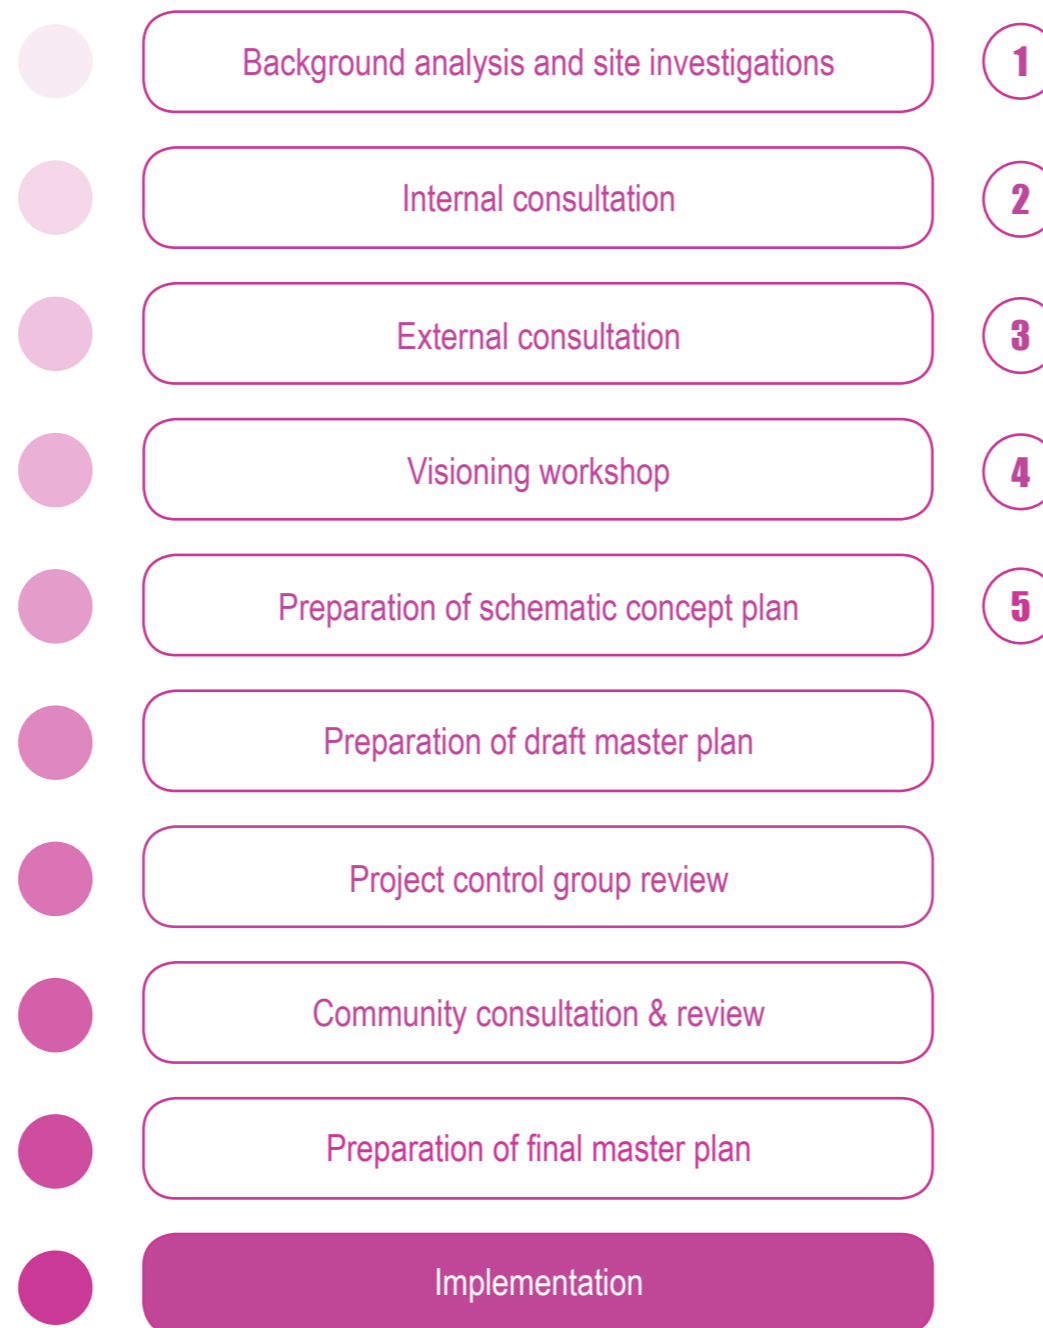 Background analysis and site investigations 1
Internal consultation 2
External consultation 3
Visioning workshop 4
Preparation of schematic concept plan 5
Preparation of draft master plan
Project control group review
Community consultation & review
Preparation of final master plan
Implementation